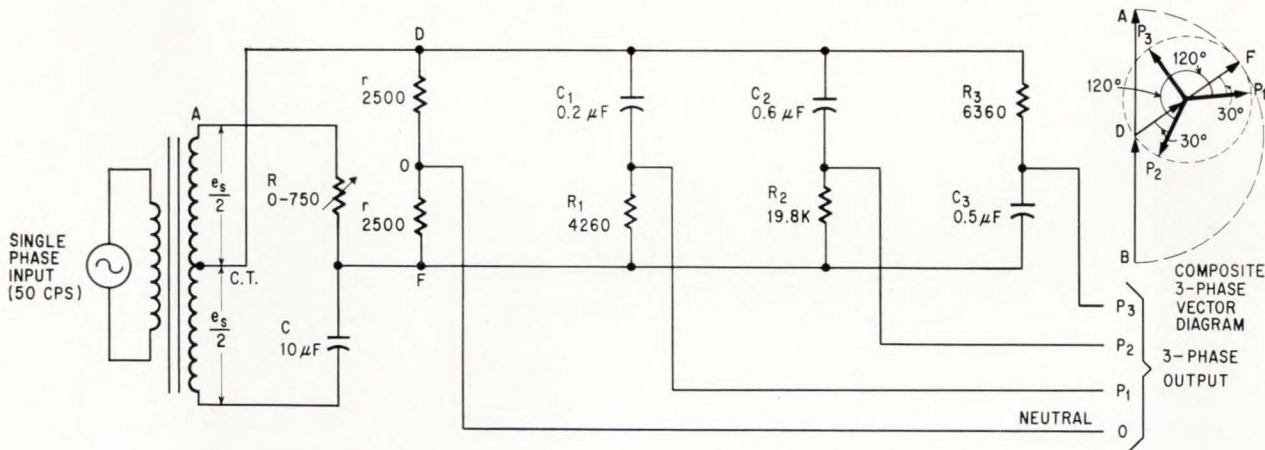 SINGLE
PHASE
INPUT
(50 CPS)
A
e_s
2
C.T.
e_s
2
R
0-750
C
10 µF
D
r
2500
O
r
2500
F
C₁
0.2 µF
R₁
4260
C₂
0.6 µF
R₂
19.8K
R₃
6360
C₃
0.5 µF
A
P₃
120°
F
120°
P₁
30°
D
30°
P₂
B
COMPOSITE
3-PHASE
VECTOR
DIAGRAM
P₃
P₂
P₁
NEUTRAL O
3-PHASE
OUTPUT